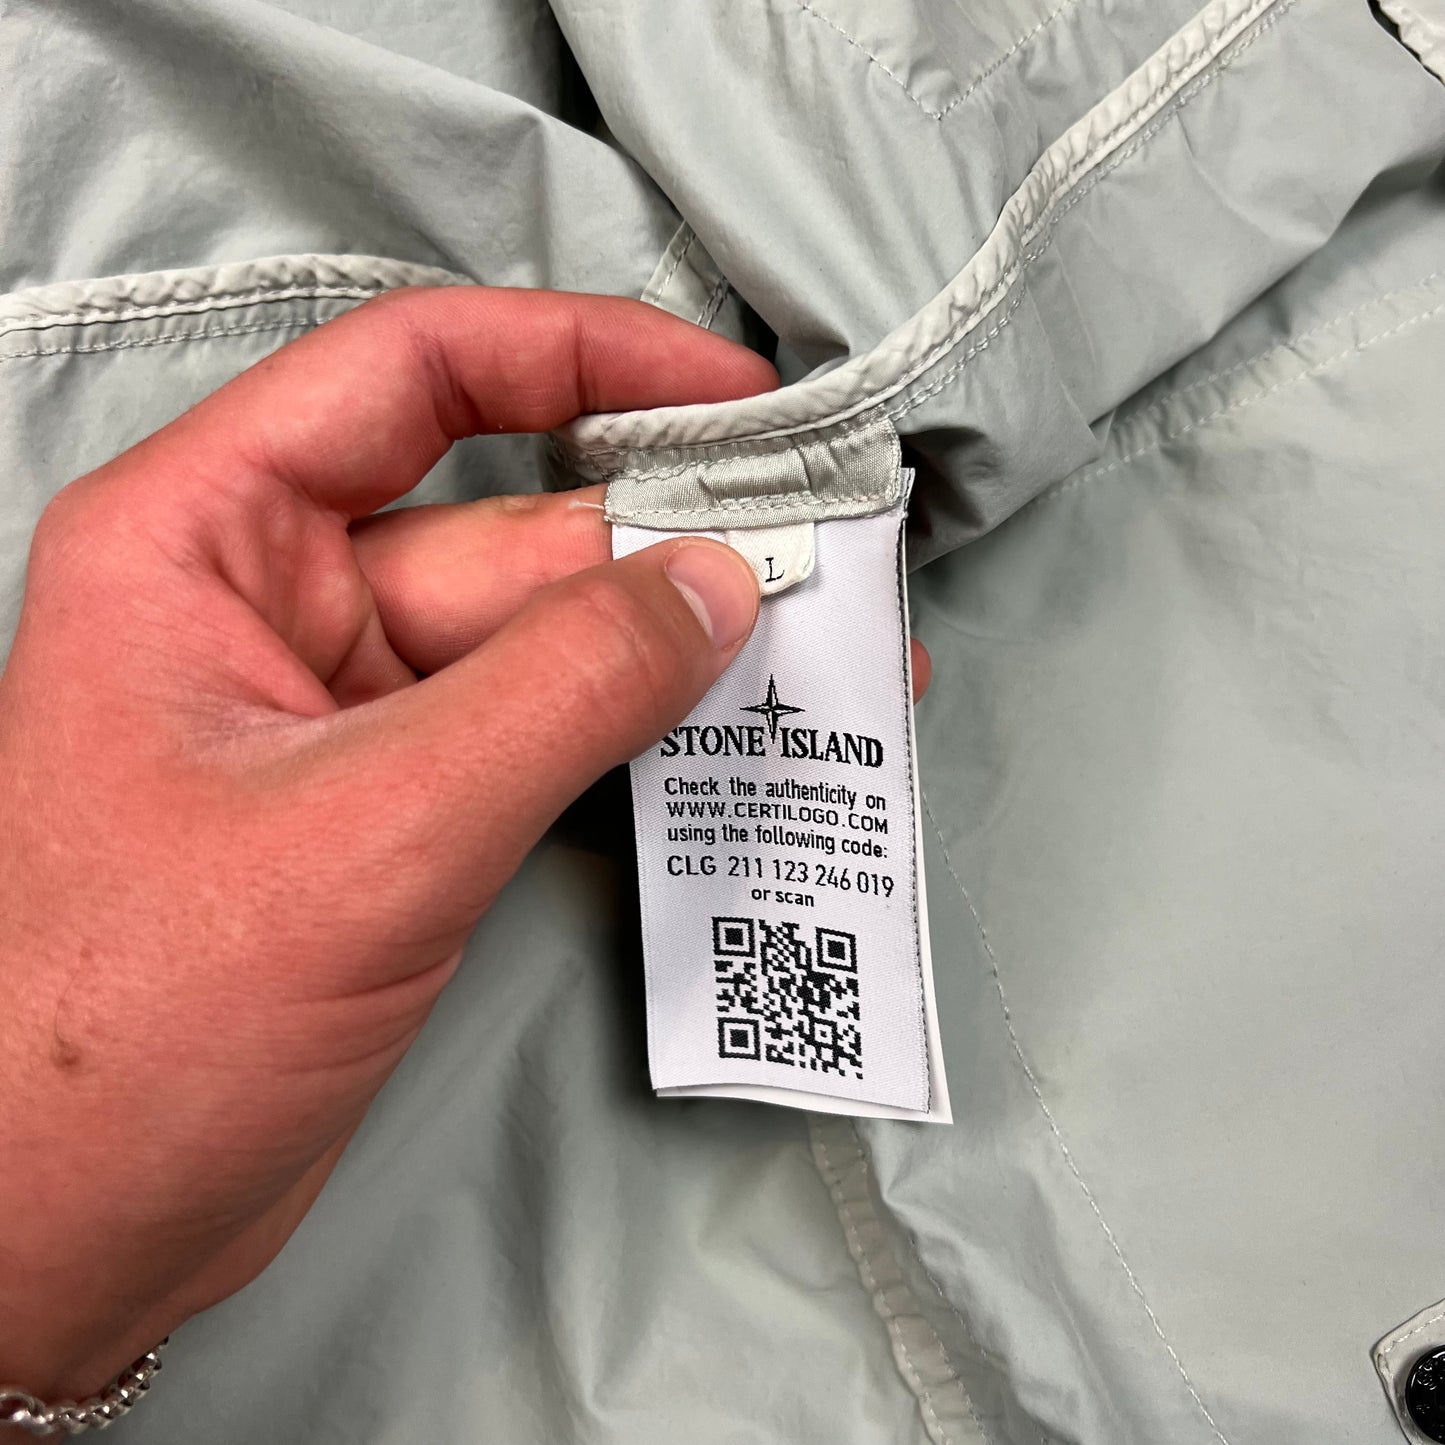 L
STONE ISLAND
Check the authenticity on
WWW.CERTILOGO.COM
using the following code:
CLG 211 123 246 019
or scan